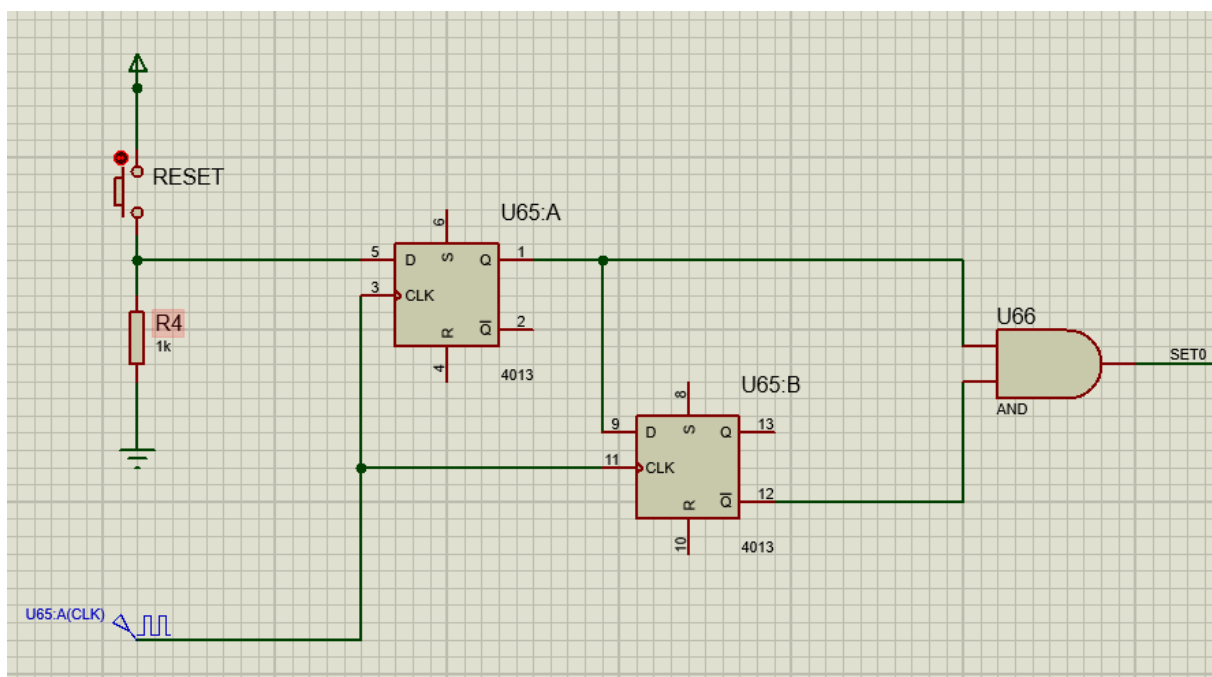 RESET
R4
1k
U65:A
6
5
D
S
Q
1
3
CLK
R
Q
2
4
4013
U65:B
8
9
D
S
Q
13
11
CLK
R
Q
12
10
4013
U66
AND
SET0
U65:A(CLK)